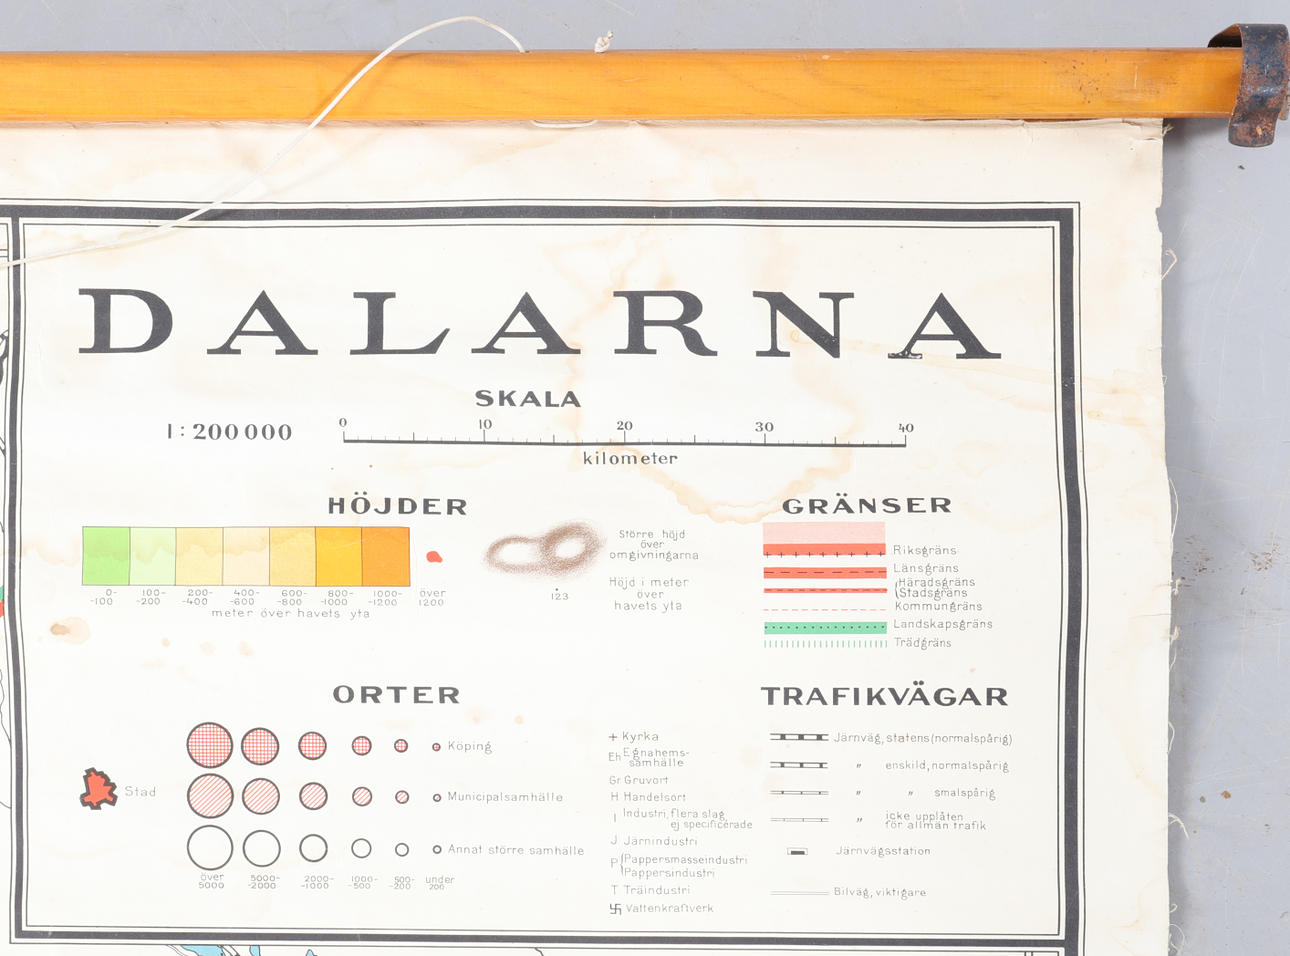 DALARNA
SKALA
1:200 000
0 10 20 30 40
kilometer
HÖJDER
0-
-100
100-
-200
200-
-400
400-
-600
600-
-800
800-
-1000
1000-
-1200
över
1200
meter över havets yta
Större höjd
över
omgivningarna
123
Höjd i meter
över
havets yta
GRÄNSER
Riksgräns
Länsgräns
Häradsgräns
Stadsgräns
Kommungräns
Landskapsgräns
Trädgräns
ORTER
Stad
Köping
Municipalsamhälle
Annat större samhälle
över
5000
5000-
-2000
2000-
-1000
1000-
-500
500-
-200
under
200
+ Kyrka
Eh Egnahems-
samhälle
Gr Gruvort
H Handelsort
I Industri, flera slag,
ej specificerade
J Järnindustri
P Pappersmasseindustri
Pappersindustri
T Träindustri
卐 Vattenkraftverk
TRAFIKVÄGAR
Järnväg, statens (normalspårig)
" enskild, normalspårig
" " smalspårig
" icke upplåten
för allmän trafik
Järnvägsstation
Bilväg, viktigare